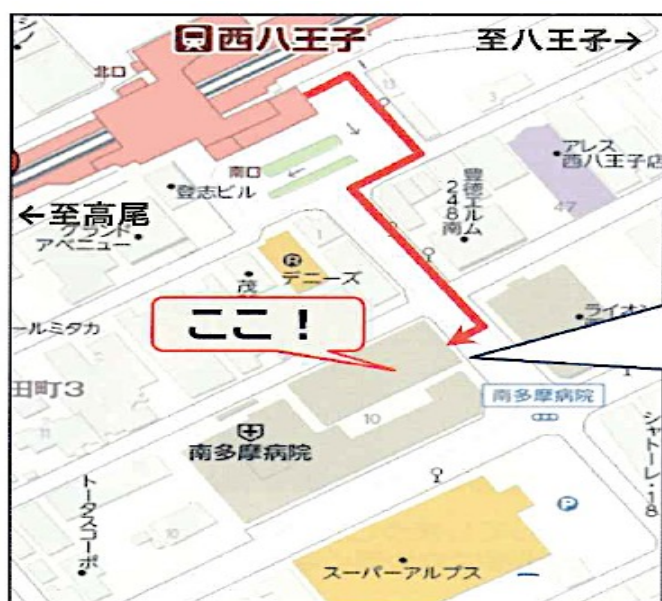 西八王子
至八王子→
北口
13
3
アレス
西八王子店
南口
豊徳エルム
248南
登志ビル
←至高尾
グランド
アベニュー
47
1
デニーズ
茂
ここ！
ライオン
ールミタカ
田町3
南多摩病院
10
南多摩病院
シャトーレ・18
11
トータスコーポ
10
P
スーパーアルプス